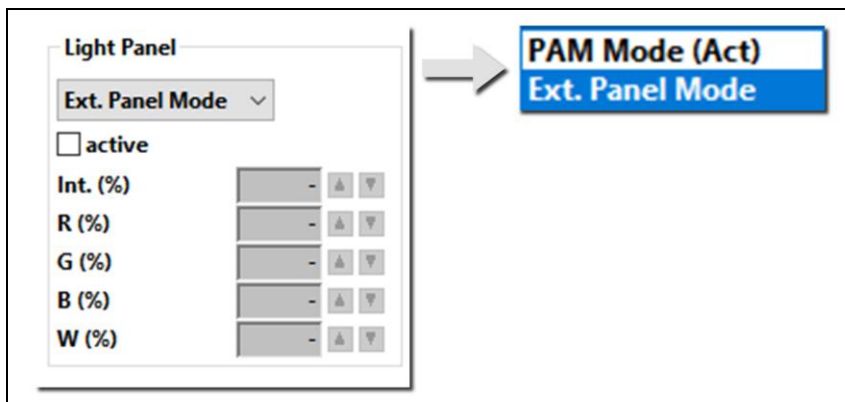 Light Panel
Ext. Panel Mode
active
Int. (%) -
R (%) -
G (%) -
B (%) -
W (%) -
PAM Mode (Act)
Ext. Panel Mode